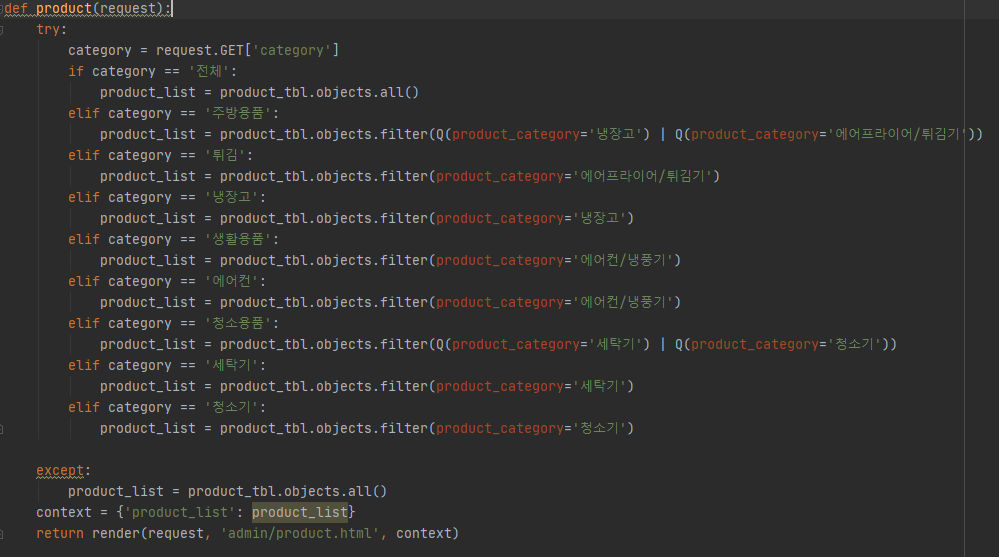 def product(request):
    try:
        category = request.GET['category']
        if category == '전체':
            product_list = product_tbl.objects.all()
        elif category == '주방용품':
            product_list = product_tbl.objects.filter(Q(product_category='냉장고') | Q(product_category='에어프라이어/튀김기'))
        elif category == '튀김':
            product_list = product_tbl.objects.filter(product_category='에어프라이어/튀김기')
        elif category == '냉장고':
            product_list = product_tbl.objects.filter(product_category='냉장고')
        elif category == '생활용품':
            product_list = product_tbl.objects.filter(product_category='에어컨/냉풍기')
        elif category == '에어컨':
            product_list = product_tbl.objects.filter(product_category='에어컨/냉풍기')
        elif category == '청소용품':
            product_list = product_tbl.objects.filter(Q(product_category='세탁기') | Q(product_category='청소기'))
        elif category == '세탁기':
            product_list = product_tbl.objects.filter(product_category='세탁기')
        elif category == '청소기':
            product_list = product_tbl.objects.filter(product_category='청소기')
    except:
        product_list = product_tbl.objects.all()
    context = {'product_list': product_list}
    return render(request, 'admin/product.html', context)